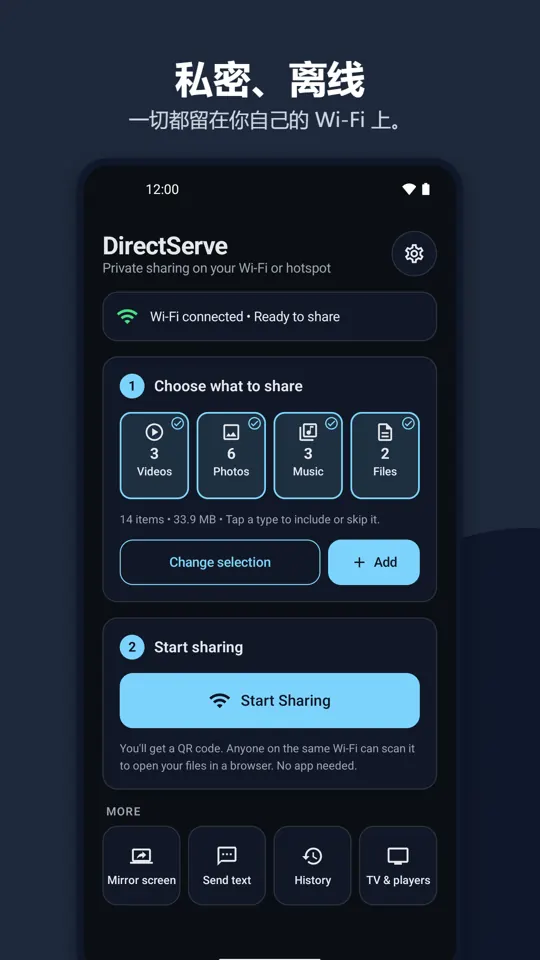 私密、离线
一切都留在你自己的 Wi-Fi 上。
12:00
DirectServe
Private sharing on your Wi-Fi or hotspot
Wi-Fi connected • Ready to share
1 Choose what to share
3
Videos
6
Photos
3
Music
2
Files
14 items • 33.9 MB • Tap a type to include or skip it.
Change selection
+ Add
2 Start sharing
Start Sharing
You'll get a QR code. Anyone on the same Wi-Fi can scan it
to open your files in a browser. No app needed.
MORE
Mirror screen
Send text
History
TV & players